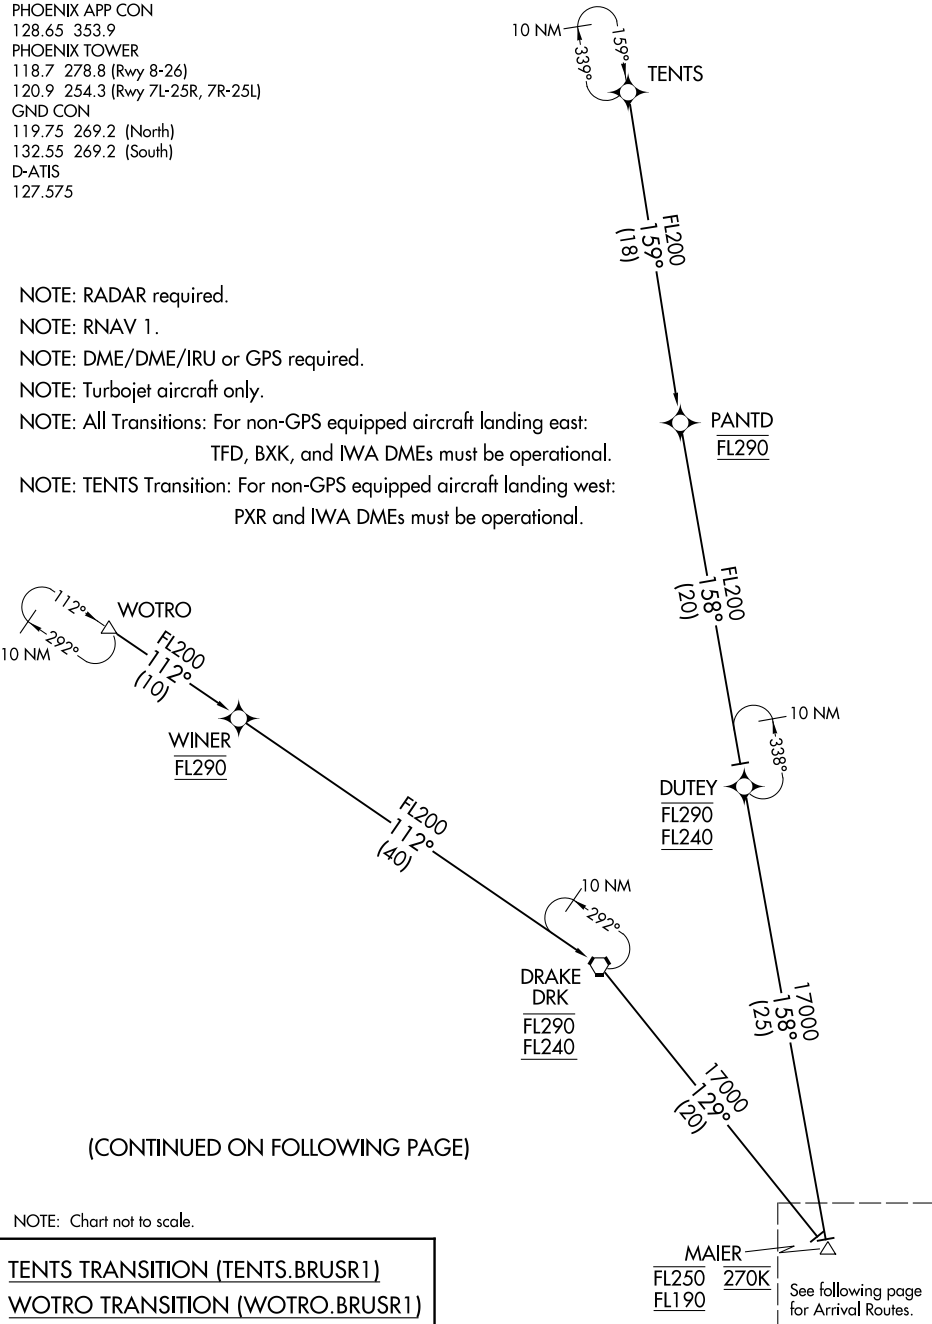 PHOENIX APP CON
128.65 353.9
PHOENIX TOWER
118.7 278.8 (Rwy 8-26)
120.9 254.3 (Rwy 7L-25R, 7R-25L)
GND CON
119.75 269.2 (North)
132.55 269.2 (South)
D-ATIS
127.575
10 NM
159°
339°
TENTS
FL200
159°
(18)
NOTE: RADAR required.
NOTE: RNAV 1.
NOTE: DME/DME/IRU or GPS required.
NOTE: Turbojet aircraft only.
NOTE: All Transitions: For non-GPS equipped aircraft landing east:
TFD, BXK, and IWA DMEs must be operational.
NOTE: TENTS Transition: For non-GPS equipped aircraft landing west:
PXR and IWA DMEs must be operational.
PANTD
FL290
FL200
158°
(20)
112°
WOTRO
292°
10 NM
FL200
112°
(10)
WINER
FL290
10 NM
338°
DUTEY
FL290
FL240
FL200
112°
(40)
10 NM
292°
DRAKE
DRK
FL290
FL240
17000
158°
(25)
17000
129°
(20)
(CONTINUED ON FOLLOWING PAGE)
NOTE: Chart not to scale.
TENTS TRANSITION (TENTS.BRUSR1)
WOTRO TRANSITION (WOTRO.BRUSR1)
MAIER
FL250 270K
FL190
See following page
for Arrival Routes.